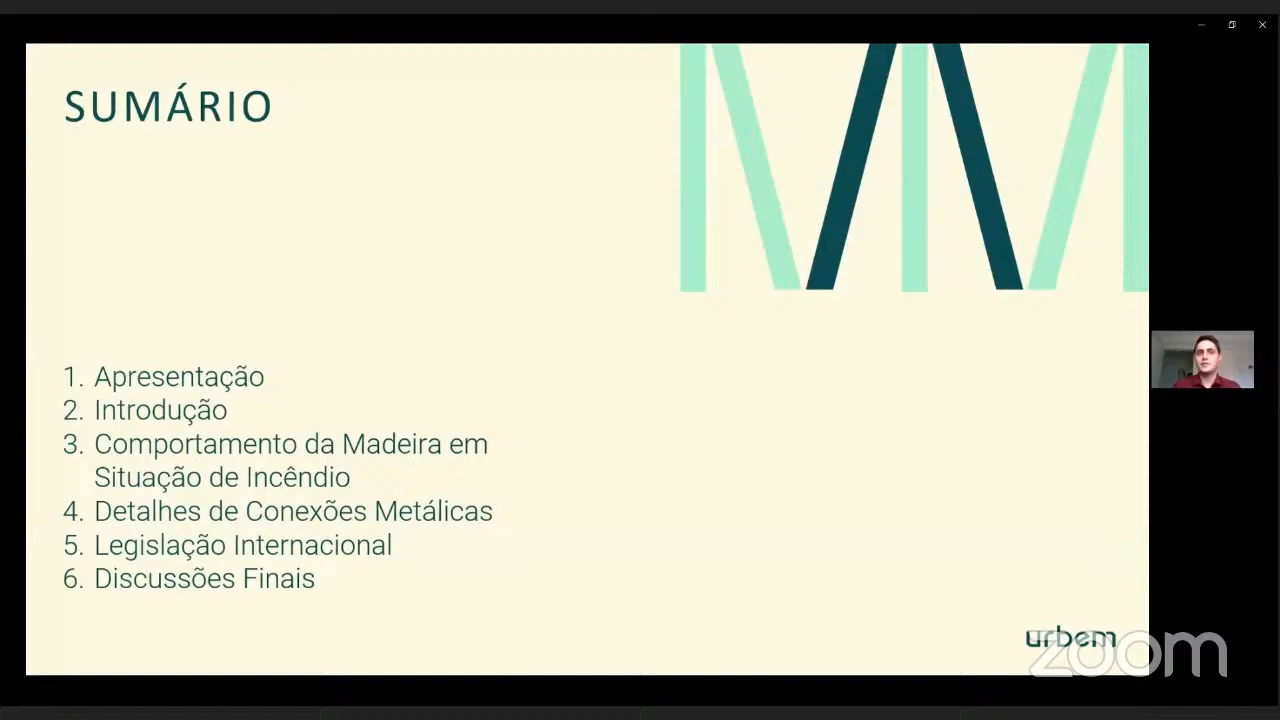 SUMÁRIO
1. Apresentação
2. Introdução
3. Comportamento da Madeira em
Situação de Incêndio
4. Detalhes de Conexões Metálicas
5. Legislação Internacional
6. Discussões Finais
urbem
zoom